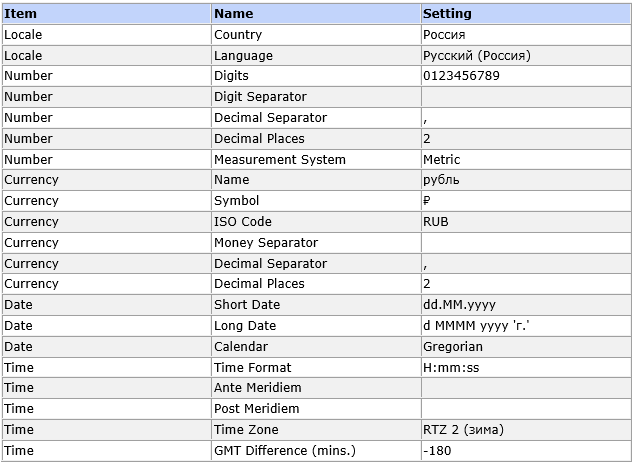 Item Name Setting
Locale Country Россия
Locale Language Русский (Россия)
Number Digits 0123456789
Number Digit Separator
Number Decimal Separator ,
Number Decimal Places 2
Number Measurement System Metric
Currency Name рубль
Currency Symbol ₽
Currency ISO Code RUB
Currency Money Separator
Currency Decimal Separator ,
Currency Decimal Places 2
Date Short Date dd.MM.yyyy
Date Long Date d MMMM yyyy 'г.'
Date Calendar Gregorian
Time Time Format H:mm:ss
Time Ante Meridiem
Time Post Meridiem
Time Time Zone RTZ 2 (зима)
Time GMT Difference (mins.) -180